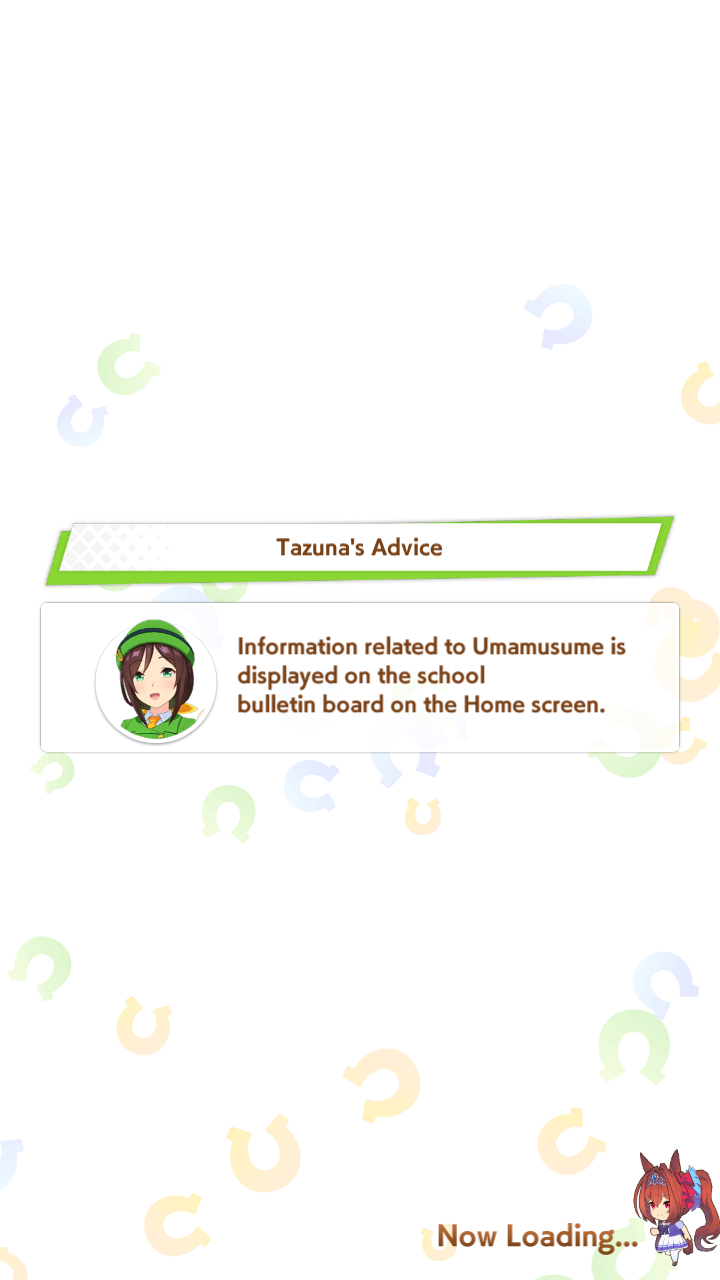 Tazuna's Advice
Information related to Umamusume is
displayed on the school
bulletin board on the Home screen.
Now Loading...